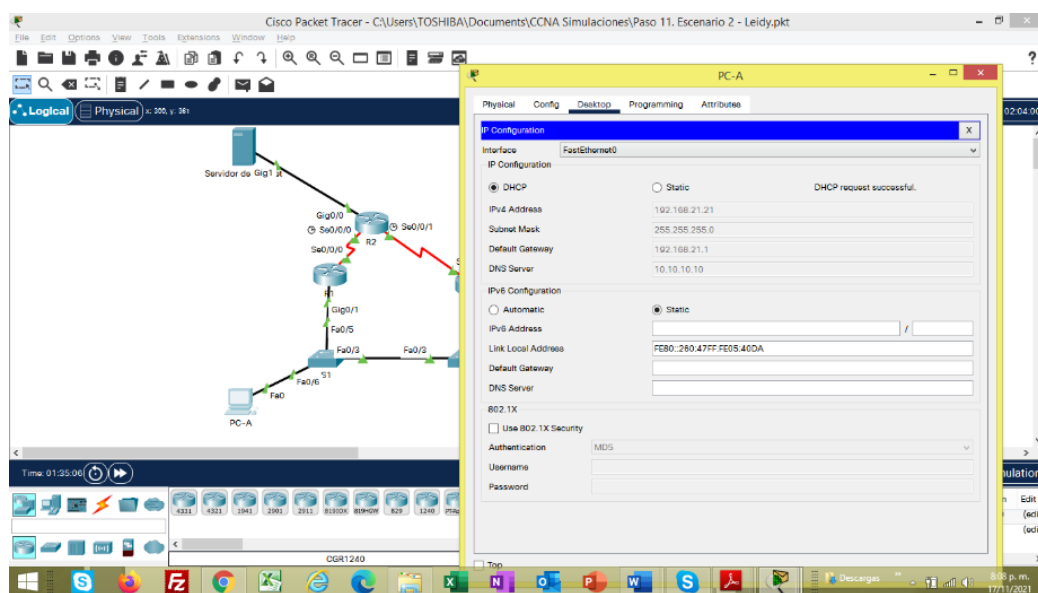 Cisco Packet Tracer - C:\Users\TOSHIBA\Documents\CCNA Simulaciones\Paso 11. Escenario 2 - Leidy.pkt
File Edit Options View Tools Extensions Window Help
Logical Physical x: 300, y: 361
02:04:00
Servidor de Gig1
Gig0/0
Se0/0/0
Se0/0/1
R2
Se0/0/0
Gig0/1
Fa0/5
Fa0/3
Fa0/3
S1
Fa0/6
Fa0
PC-A
PC-A
Physical Config Desktop Programming Attributes
IP Configuration X
Interface FastEthernet0
IP Configuration
DHCP Static DHCP request successful.
IPv4 Address 192.168.21.21
Subnet Mask 255.255.255.0
Default Gateway 192.168.21.1
DNS Server 10.10.10.10
IPv6 Configuration
Automatic Static
IPv6 Address /
Link Local Address FE80::260:47FF:FE05:40DA
Default Gateway
DNS Server
802.1X
Use 802.1X Security
Authentication MD5
Username
Password
Top
Time: 01:35:06
4331 4321 1941 2901 2911 819IOX 819HGW 829 1240
CGR1240
Edit
Descargas
8:08 p. m.
17/11/2021